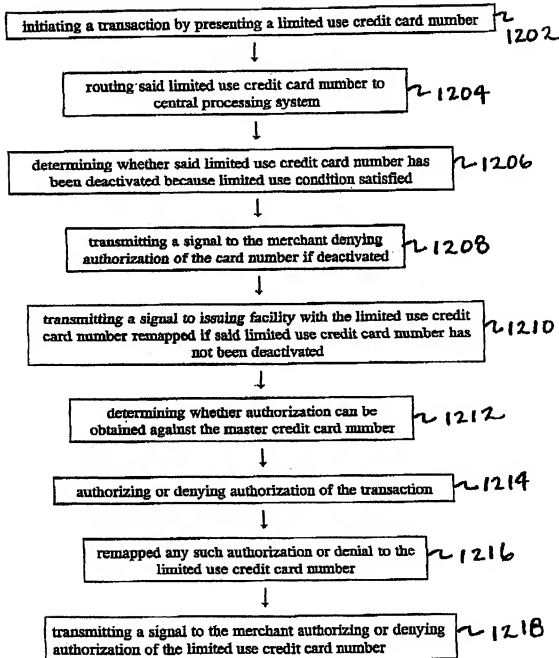 initiating a transaction by presenting a limited use credit card number
1202
routing said limited use credit card number to
central processing system
1204
determining whether said limited use credit card number has
been deactivated because limited use condition satisfied
1206
transmitting a signal to the merchant denying
authorization of the card number if deactivated
1208
transmitting a signal to issuing facility with the limited use credit
card number remapped if said limited use credit card number has
not been deactivated
1210
determining whether authorization can be
obtained against the master credit card number
1212
authorizing or denying authorization of the transaction
1214
remapped any such authorization or denial to the
limited use credit card number
1216
transmitting a signal to the merchant authorizing or denying
authorization of the limited use credit card number
1218